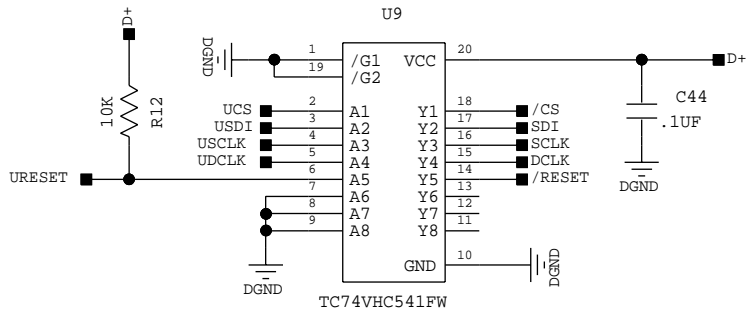 U9
D+
10K
R12
URESET
DGND
1 /G1 VCC 20 D+
19 /G2
UCS 2 A1 Y1 18 /CS
USDI 3 A2 Y2 17 SDI
USCLK 4 A3 Y3 16 SCLK
UDCLK 5 A4 Y4 15 DCLK
6 A5 Y5 14 /RESET
7 A6 Y6 13
8 A7 Y7 12
9 A8 Y8 11
GND 10 DGND
DGND
C44
.1UF
DGND
TC74VHC541FW